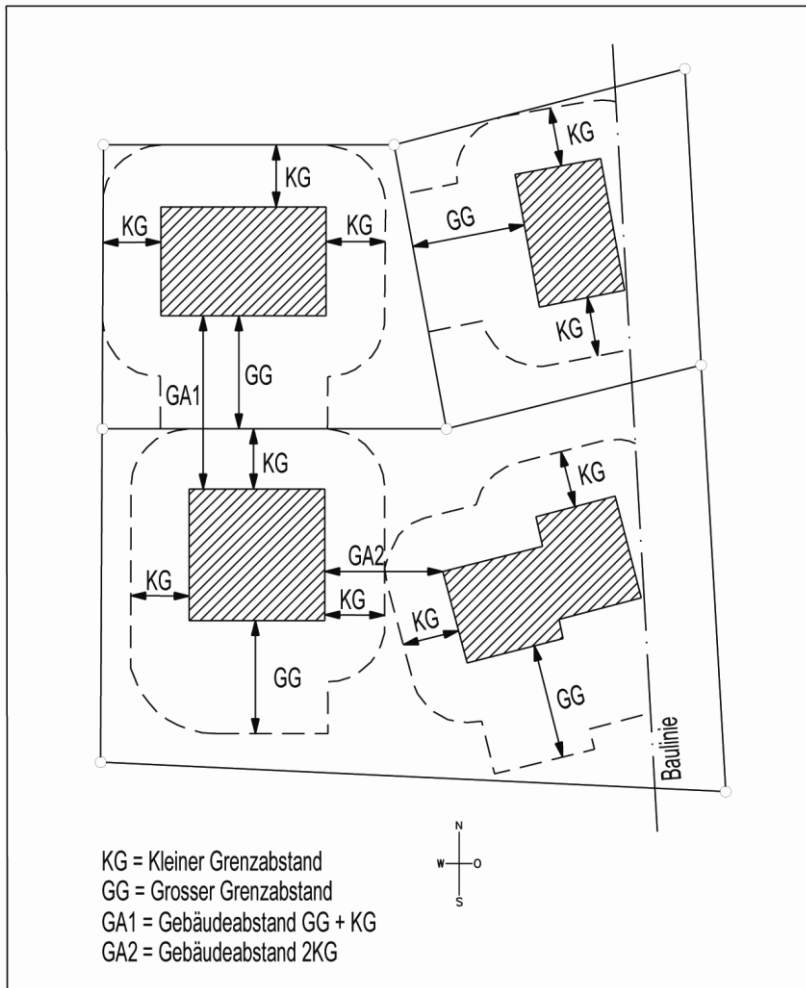 KG
KG
KG
KG
GG
GA1
GG
KG
KG
KG
GA2
KG
KG
KG
GG
GG
Baulinie
N
W O
S
KG = Kleiner Grenzabstand
GG = Grosser Grenzabstand
GA1 = Gebäudeabstand GG + KG
GA2 = Gebäudeabstand 2KG